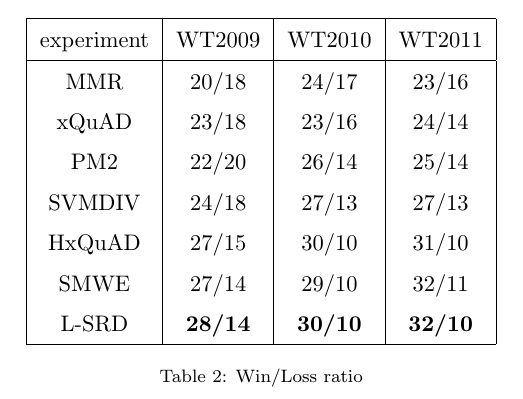 experiment WT2009 WT2010 WT2011
MMR 20/18 24/17 23/16
xQuAD 23/18 23/16 24/14
PM2 22/20 26/14 25/14
SVMDIV 24/18 27/13 27/13
HxQuAD 27/15 30/10 31/10
SMWE 27/14 29/10 32/11
L-SRD 28/14 30/10 32/10
Table 2: Win/Loss ratio